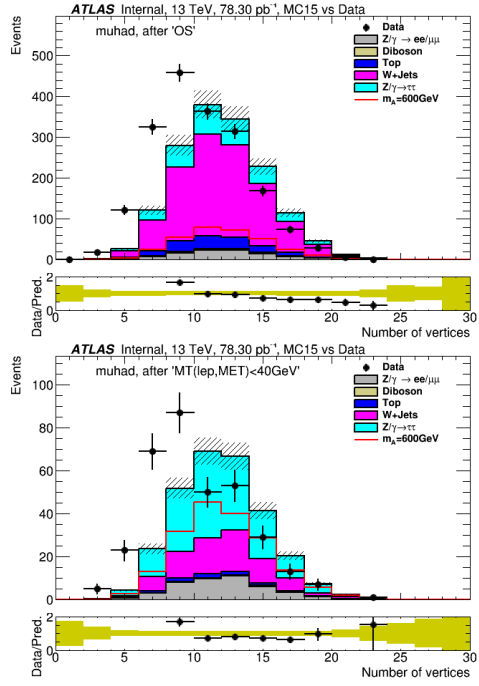 ATLAS Internal, 13 TeV, 78.30 pb⁻¹, MC15 vs Data
Events
muhad, after 'OS'
Data
Z/γ → ee/μμ
Diboson
Top
W+Jets
Z/γ→ττ
m_A=600GeV
500
400
300
200
100
0
Data/Pred.
2
0
0 5 10 15 20 25 30
Number of vertices
ATLAS Internal, 13 TeV, 78.30 pb⁻¹, MC15 vs Data
Events
muhad, after 'MT(lep,MET)<40GeV'
Data
Z/γ → ee/μμ
Diboson
Top
W+Jets
Z/γ→ττ
m_A=600GeV
100
80
60
40
20
0
Data/Pred.
2
0
0 5 10 15 20 25 30
Number of vertices